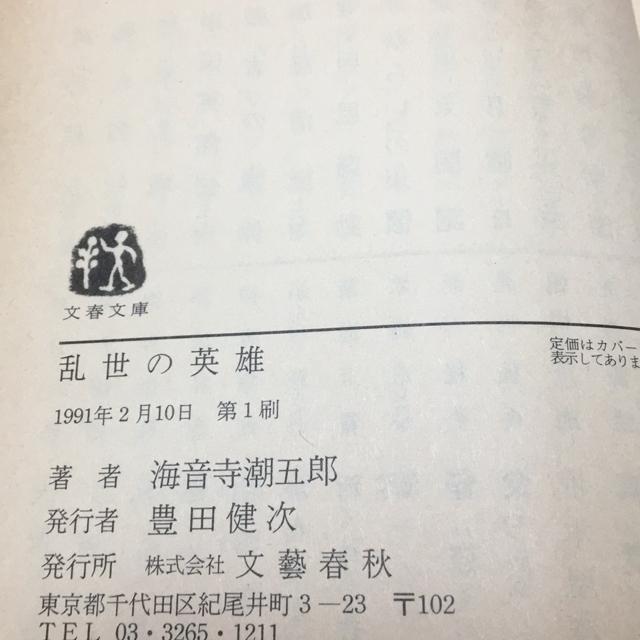 文春文庫
定価はカバー
表示してありま
乱世の英雄
1991年2月10日 第1刷
著者 海音寺潮五郎
発行者 豊田健次
発行所 株式会社 文藝春秋
東京都千代田区紀尾井町3―23 〒102
TEL 03・3265・1211